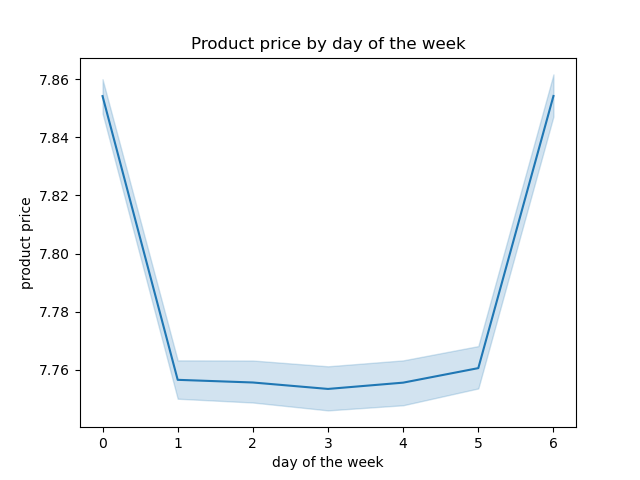 Product price by day of the week
7.86
7.84
7.82
7.80
7.78
7.76
product price
0 1 2 3 4 5 6
day of the week